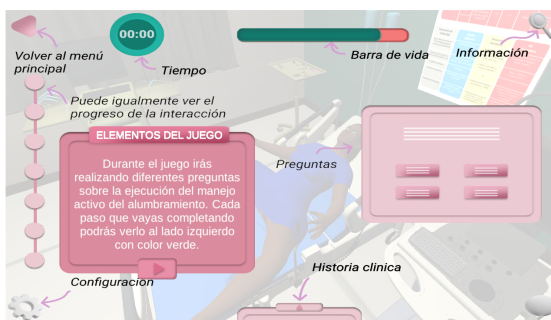 00:00
Volver al menú
principal
Tiempo
Barra de vida
Información
Puede igualmente ver el
progreso de la interacción
ELEMENTOS DEL JUEGO
Durante el juego irás
realizando diferentes preguntas
sobre la ejecución del manejo
activo del alumbramiento. Cada
paso que vayas completando
podrás verlo al lado izquierdo
con color verde.
Preguntas
Configuración
Historia clinica